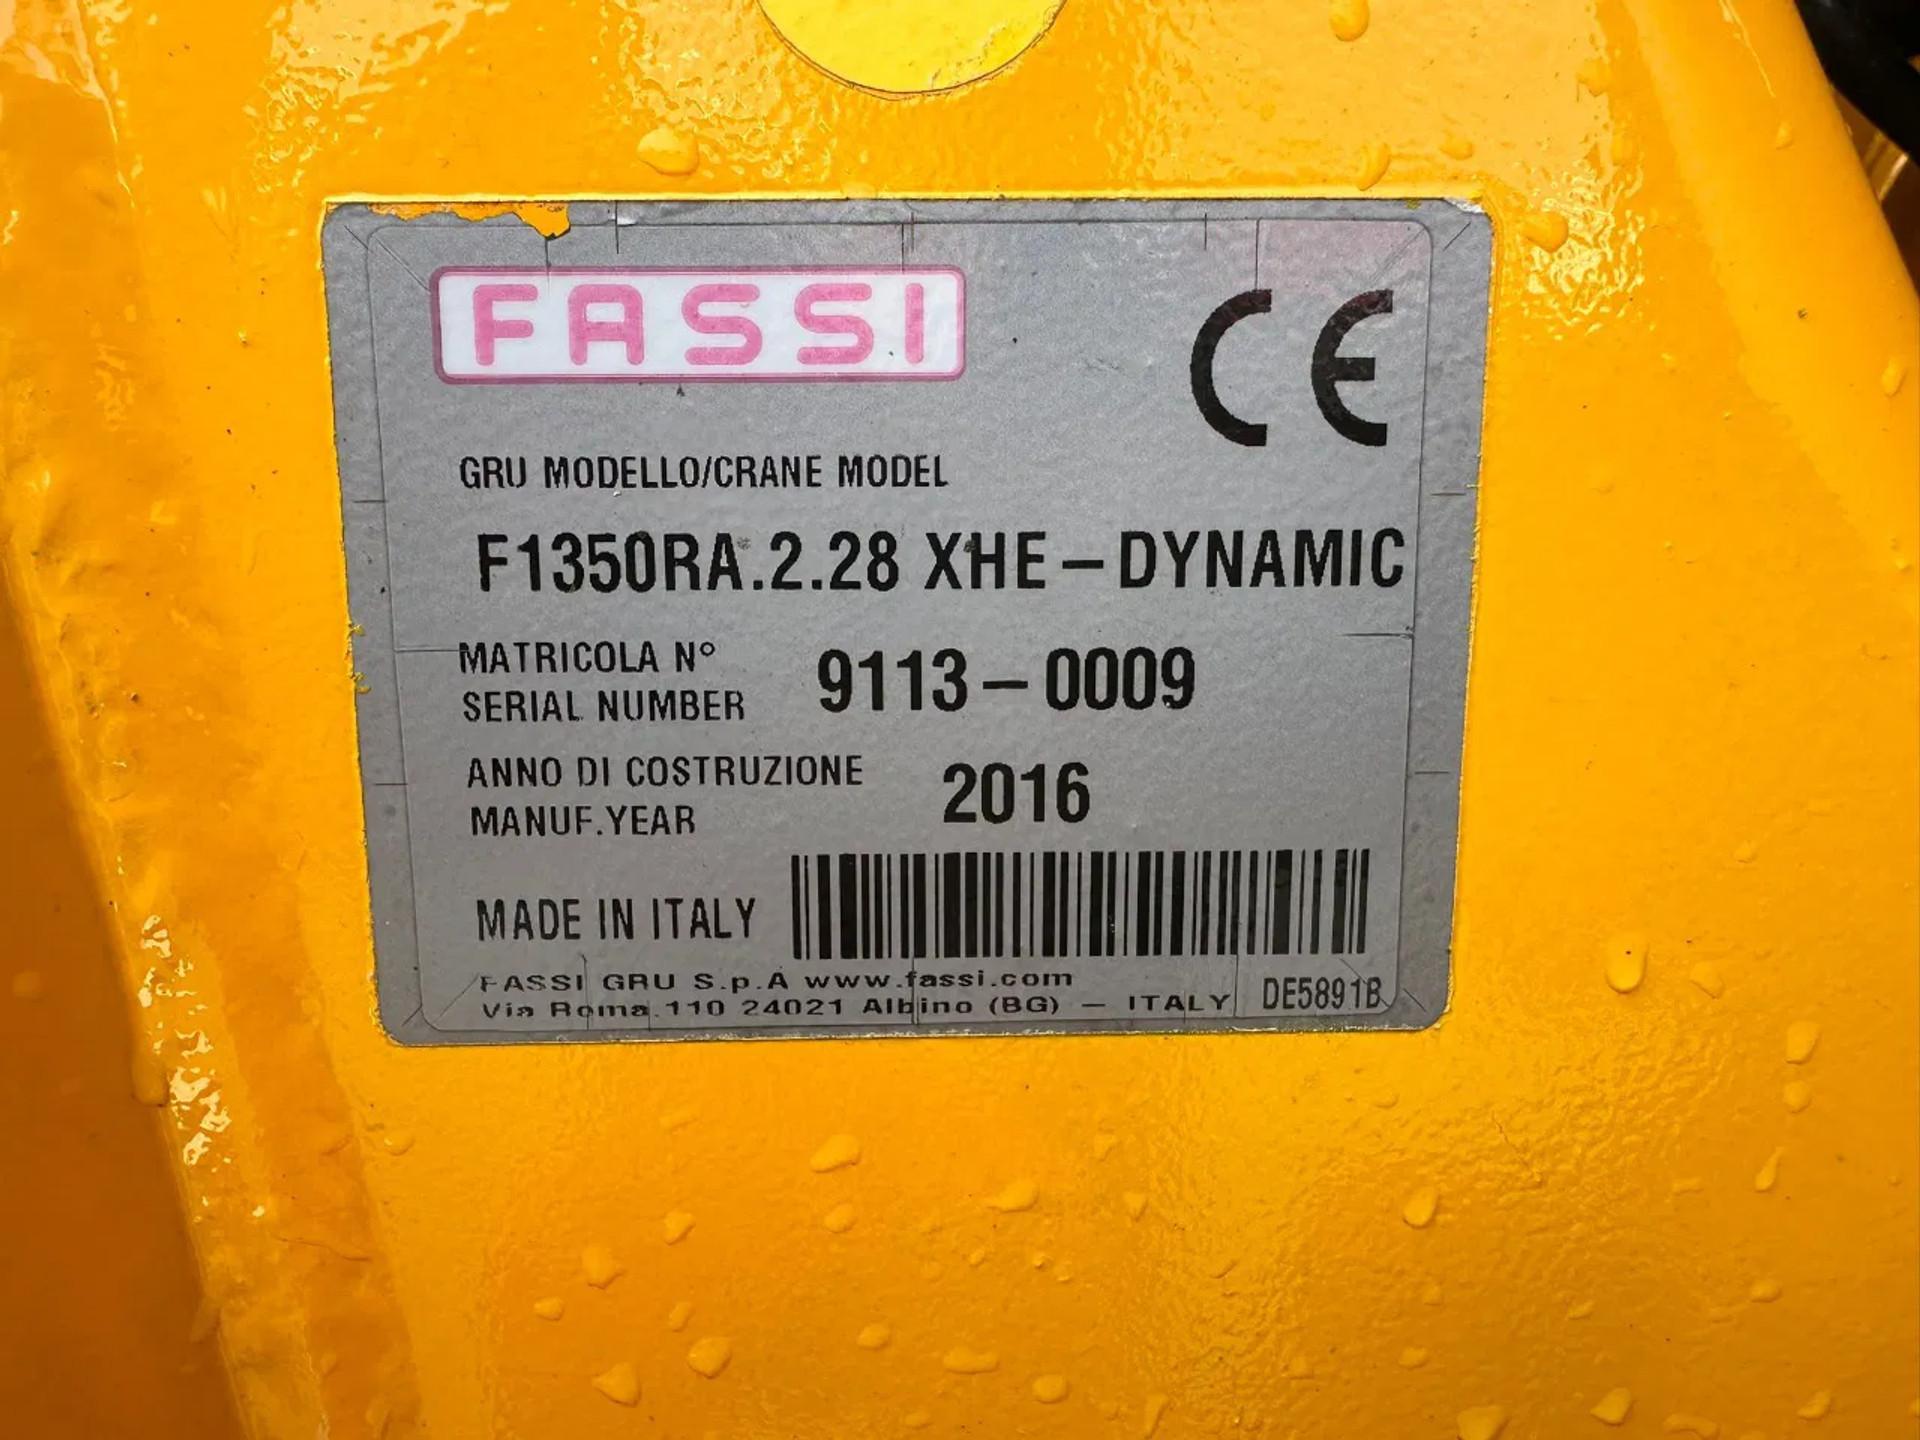 FASSI
CE
GRU MODELLO/CRANE MODEL
F1350RA.2.28 XHE-DYNAMIC
MATRICOLA N°
SERIAL NUMBER
9113-0009
ANNO DI COSTRUZIONE
MANUF.YEAR
2016
MADE IN ITALY
FASSI GRU S.p.A www.fassi.com
Via Roma.110 24021 Albino (BG) - ITALY
DE5891B